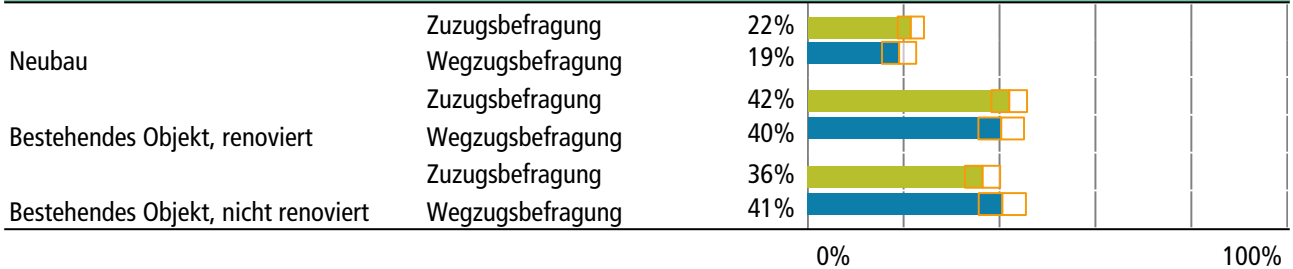 Zuzugsbefragung 22%
Neubau Wegzugsbefragung 19%
Zuzugsbefragung 42%
Bestehendes Objekt, renoviert Wegzugsbefragung 40%
Zuzugsbefragung 36%
Bestehendes Objekt, nicht renoviert Wegzugsbefragung 41%
0% 100%